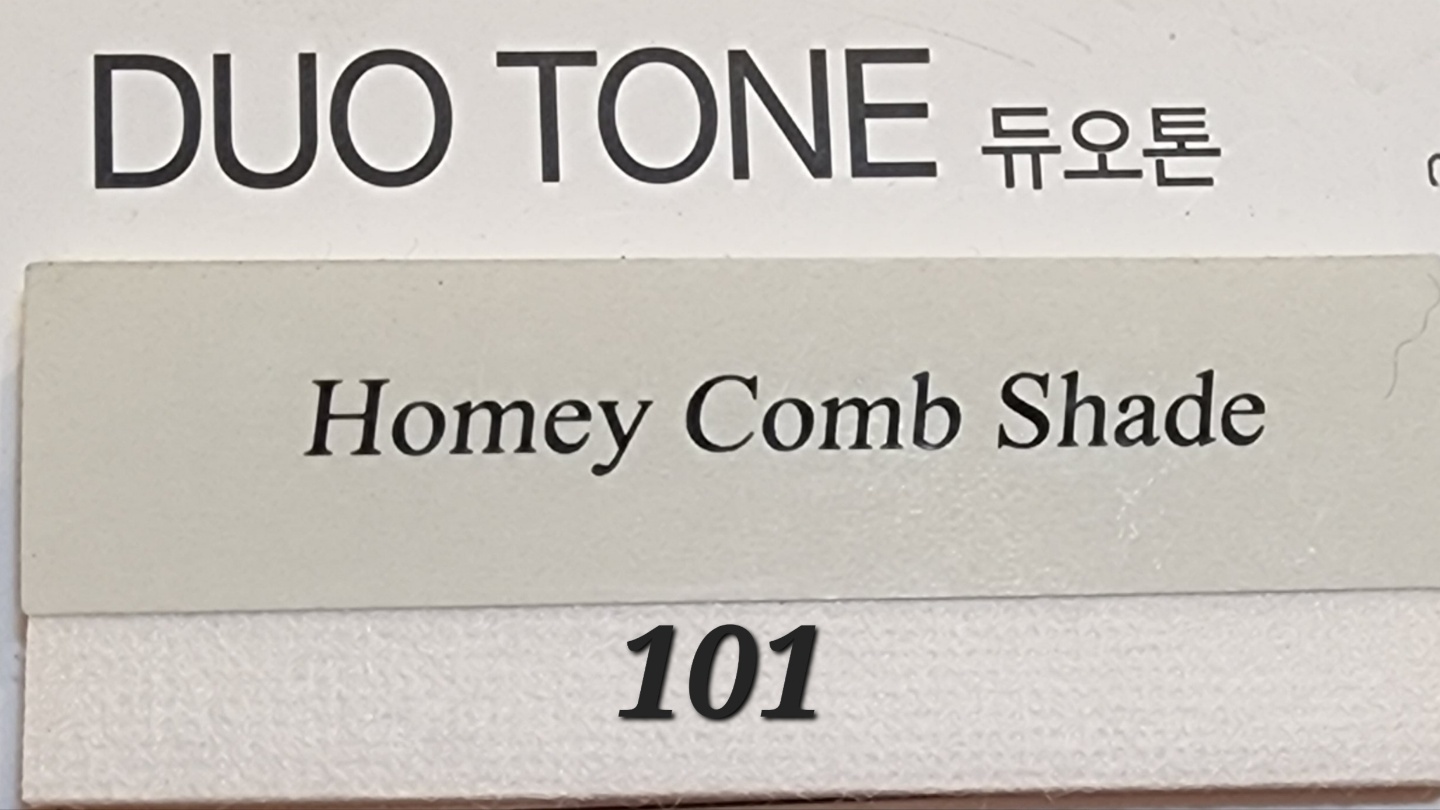 DUO TONE 듀오톤
Homey Comb Shade
101